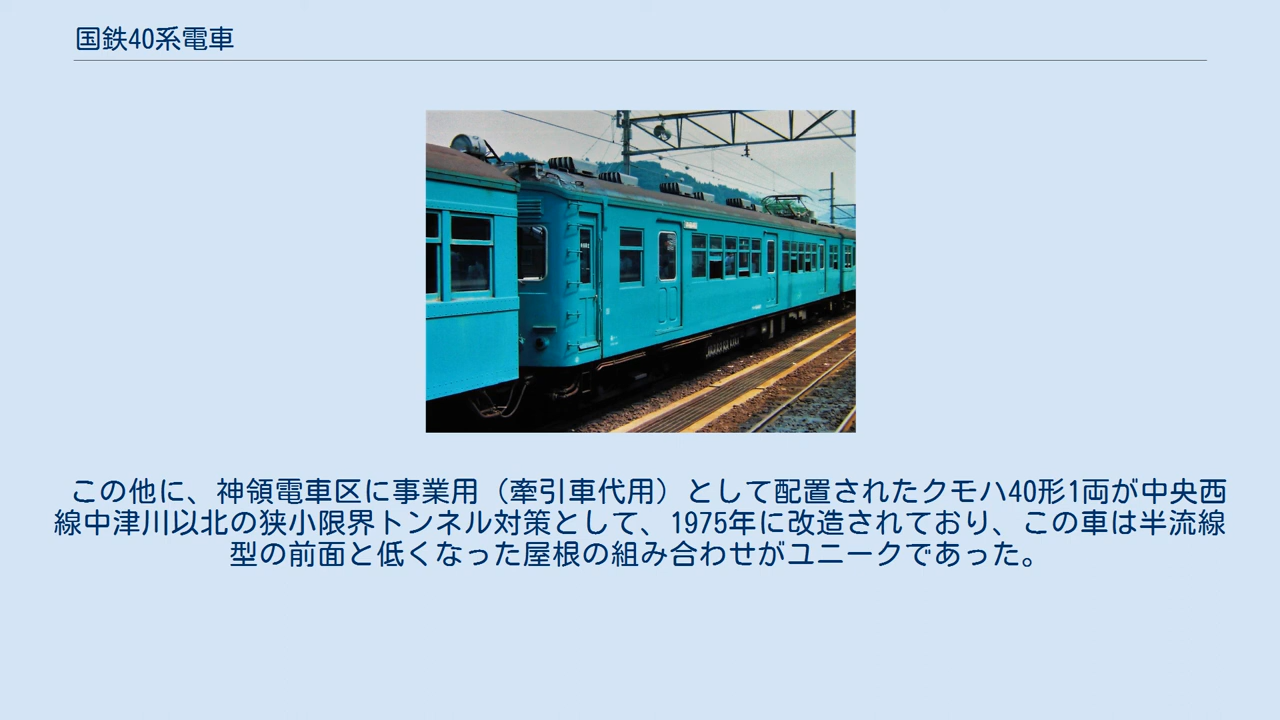 国鉄40系電車
この他に、神領電車区に事業用（牽引車代用）として配置されたクモハ40形1両が中央西
線中津川以北の狭小限界トンネル対策として、1975年に改造されており、この車は半流線
型の前面と低くなった屋根の組み合わせがユニークであった。